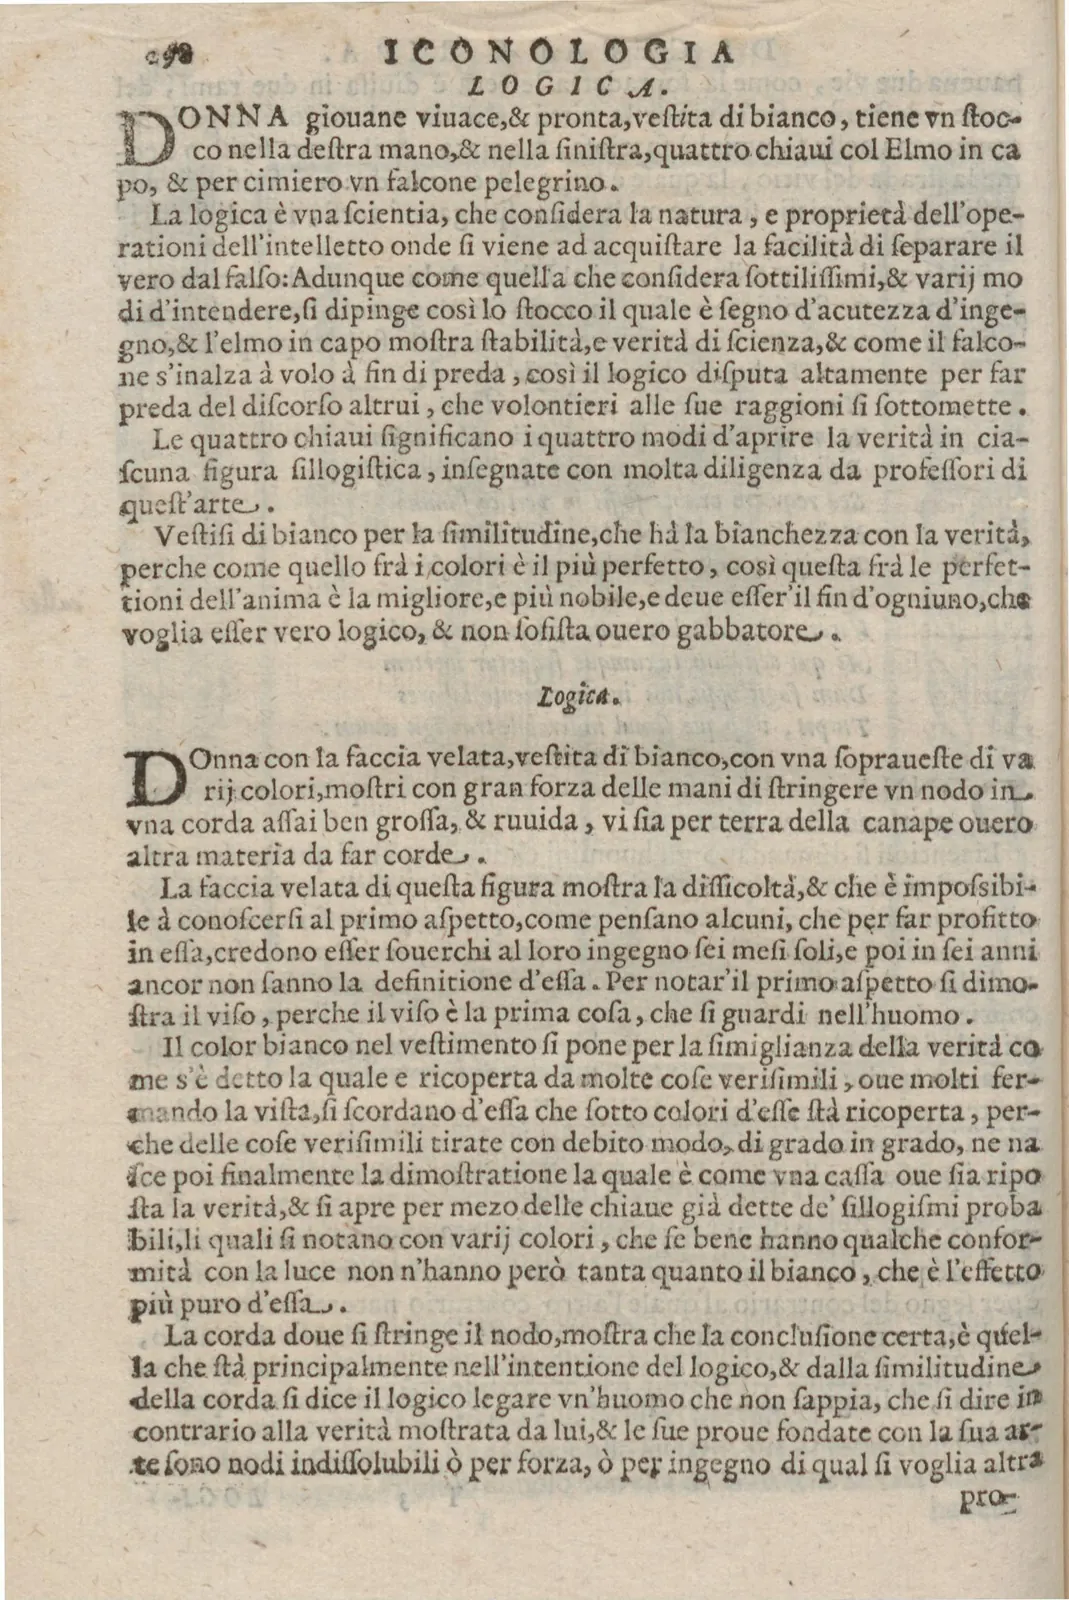 298 ICONOLOGIA
LOGICA.
DONNA giouane viuace,& pronta,veſtita di bianco, tiene vn ſtoc-
co nella deſtra mano,& nella ſiniſtra,quattro chiaui col Elmo in ca
po, & per cimiero vn falcone pelegrino.
La logica è vna ſcientia, che conſidera la natura, e proprietà dell'ope-
rationi dell'intelletto onde ſi viene ad acquiſtare la facilità di ſeparare il
vero dal falſo: Adunque come quella che conſidera ſottiliſſimi,& varij mo
di d'intendere,ſi dipinge così lo ſtocco il quale è ſegno d'acutezza d'inge-
gno,& l'elmo in capo moſtra ſtabilità,e verità di ſcienza,& come il falco-
ne s'inalza à volo à fin di preda, così il logico diſputa altamente per far
preda del diſcorſo altrui, che volontieri alle ſue raggioni ſi ſottomette.
Le quattro chiaui ſignificano i quattro modi d'aprire la verità in cia-
ſcuna figura ſillogiſtica, inſegnate con molta diligenza da profeſſori di
queſt'arte.
Veſtiſi di bianco per la ſimilitudine,che hà la bianchezza con la verità,
perche come quello frà i colori è il più perfetto, così queſta frà le perfet-
tioni dell'anima è la migliore,e più nobile,e deue eſſer'il fin d'ogniuno,che
voglia eſſer vero logico, & non ſofiſta ouero gabbatore.
Logica.
DOnna con la faccia velata,veſtita di bianco,con vna ſopraueſte di va
rij colori,moſtri con gran forza delle mani di ſtringere vn nodo in
vna corda aſſai ben groſſa, & ruuida, vi ſia per terra della canape ouero
altra materia da far corde.
La faccia velata di queſta figura moſtra la difficoltà,& che è impoſsibi-
le à conoſcerſi al primo aſpetto,come penſano alcuni, che per far profitto
in eſſa,credono eſſer ſouerchi al loro ingegno ſei meſi ſoli,e poi in ſei anni
ancor non ſanno la definitione d'eſſa. Per notar'il primo aſpetto ſi dimo-
ſtra il viſo, perche il viſo è la prima coſa, che ſi guardi nell'huomo.
Il color bianco nel veſtimento ſi pone per la ſimiglianza della verità co
me s'è detto la quale e ricoperta da molte coſe veriſimili, oue molti fer-
mando la viſta,ſi ſcordano d'eſſa che ſotto colori d'eſſe ſtà ricoperta, per-
che delle coſe veriſimili tirate con debito modo, di grado in grado, ne na
ſce poi finalmente la dimoſtratione la quale è come vna caſſa oue ſia ripo
ſta la verità,& ſi apre per mezo delle chiaue già dette de' ſillogiſmi proba
bili,li quali ſi notano con varij colori, che ſe bene hanno qualche confor-
mità con la luce non n'hanno però tanta quanto il bianco, che è l'effetto
più puro d'eſſa.
La corda doue ſi ſtringe il nodo,moſtra che la concluſione certa,è quel-
la che ſtà principalmente nell'intentione del logico,& dalla ſimilitudine
della corda ſi dice il logico legare vn'huomo che non ſappia, che ſi dire in
contrario alla verità moſtrata da lui,& le ſue proue fondate con la ſua ar-
te ſono nodi indiſſolubili ò per forza, ò per ingegno di qual ſi voglia altra
pro-